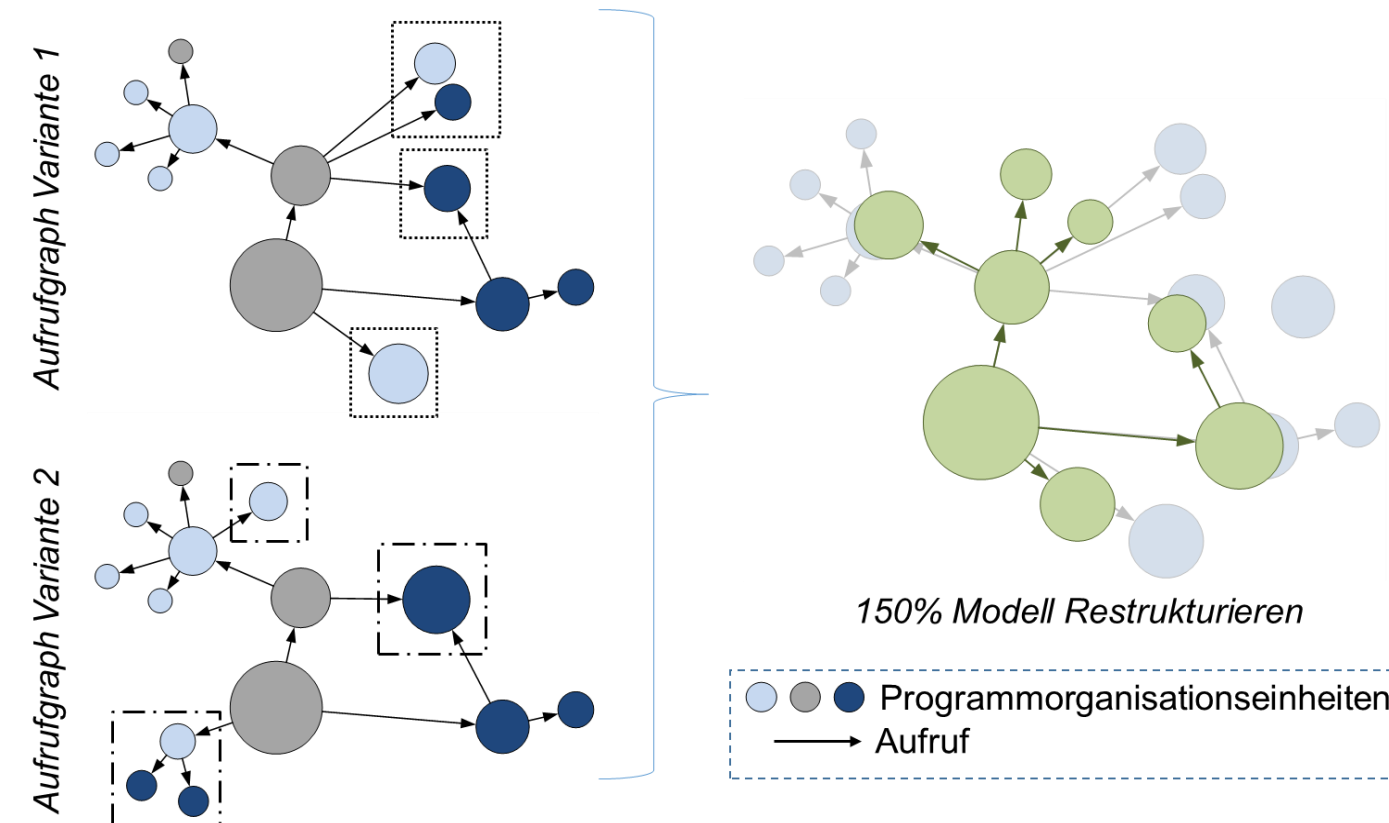 Aufrufgraph Variante 1
Aufrufgraph Variante 2
150% Modell Restrukturieren
Programmorganisationseinheiten
Aufruf